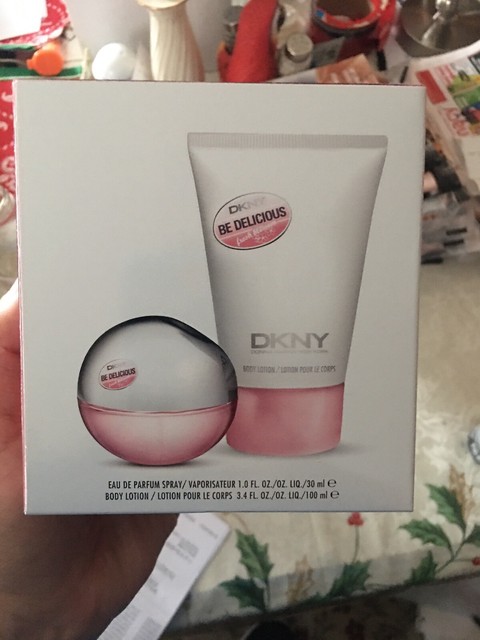 DKNY
BE DELICIOUS
fresh blossom
DKNY
BODY LOTION / LOTION POUR LE CORPS
DKNY
BE DELICIOUS
EAU DE PARFUM SPRAY/ VAPORISATEUR 1.0 FL. OZ./OZ. LIQ./30 ml ℮
BODY LOTION / LOTION POUR LE CORPS 3.4 FL. OZ./OZ. LIQ./100 ml ℮